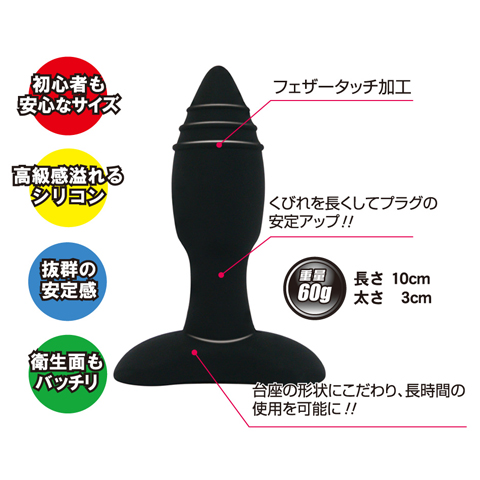 初心者も
安心なサイズ
高級感溢れる
シリコン
抜群の
安定感
衛生面も
バッチリ
フェザータッチ加工
くびれを長くしてプラグの
安定アップ!!
重量
60g
長さ 10cm
太さ 3cm
台座の形状にこだわり、長時間の
使用を可能に!!